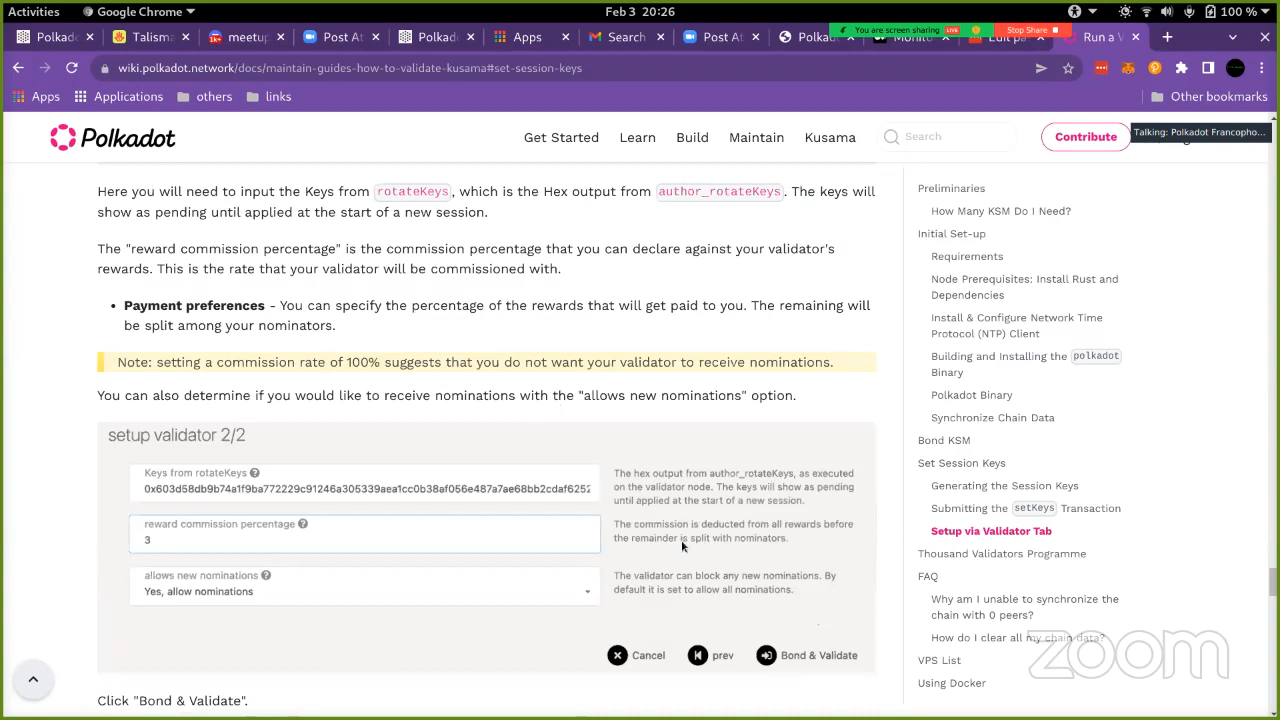 Activities
Google Chrome
Feb 3 20:26
100 %
Polkad
Talisma
meetup
Post At
Polkad
Apps
Search
Post At
Polka
Run a V
You are screen sharing
LIVE
Stop Share
wiki.polkadot.network/docs/maintain-guides-how-to-validate-kusama#set-session-keys
Apps
Applications
others
links
Other bookmarks
Polkadot
Get Started
Learn
Build
Maintain
Kusama
Search
Contribute
Talking: Polkadot Francopho...
Here you will need to input the Keys from rotateKeys, which is the Hex output from author_rotateKeys. The keys will
show as pending until applied at the start of a new session.
The "reward commission percentage" is the commission percentage that you can declare against your validator's
rewards. This is the rate that your validator will be commissioned with.
• Payment preferences - You can specify the percentage of the rewards that will get paid to you. The remaining will
be split among your nominators.
Note: setting a commission rate of 100% suggests that you do not want your validator to receive nominations.
You can also determine if you would like to receive nominations with the "allows new nominations" option.
setup validator 2/2
Keys from rotateKeys
0x603d58db9b74a1f9ba772229c91246a305339aea1cc0b38af056e487a7ae68bb2cdaf6252
The hex output from author_rotateKeys, as executed
on the validator node. The keys will show as pending
until applied at the start of a new session.
reward commission percentage
3
The commission is deducted from all rewards before
the remainder is split with nominators.
allows new nominations
Yes, allow nominations
The validator can block any new nominations. By
default it is set to allow all nominations.
Cancel
prev
Bond & Validate
Click "Bond & Validate".
Preliminaries
How Many KSM Do I Need?
Initial Set-up
Requirements
Node Prerequisites: Install Rust and
Dependencies
Install & Configure Network Time
Protocol (NTP) Client
Building and Installing the polkadot
Binary
Polkadot Binary
Synchronize Chain Data
Bond KSM
Set Session Keys
Generating the Session Keys
Submitting the setKeys Transaction
Setup via Validator Tab
Thousand Validators Programme
FAQ
Why am I unable to synchronize the
chain with 0 peers?
How do I clear all my chain data?
VPS List
Using Docker
zoom